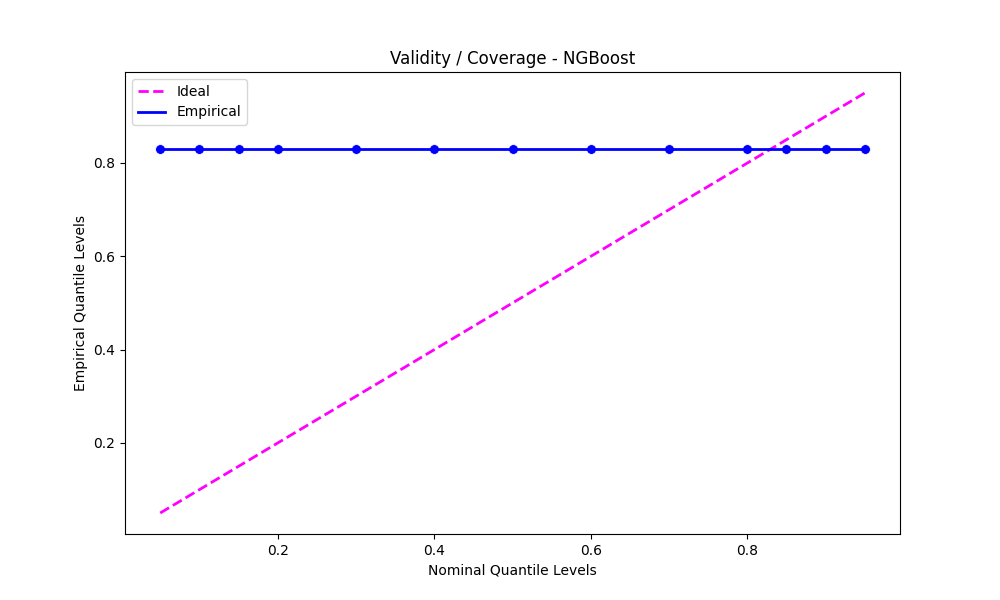 Validity / Coverage - NGBoost
Ideal
Empirical
Empirical Quantile Levels
0.8
0.6
0.4
0.2
0.2 0.4 0.6 0.8
Nominal Quantile Levels